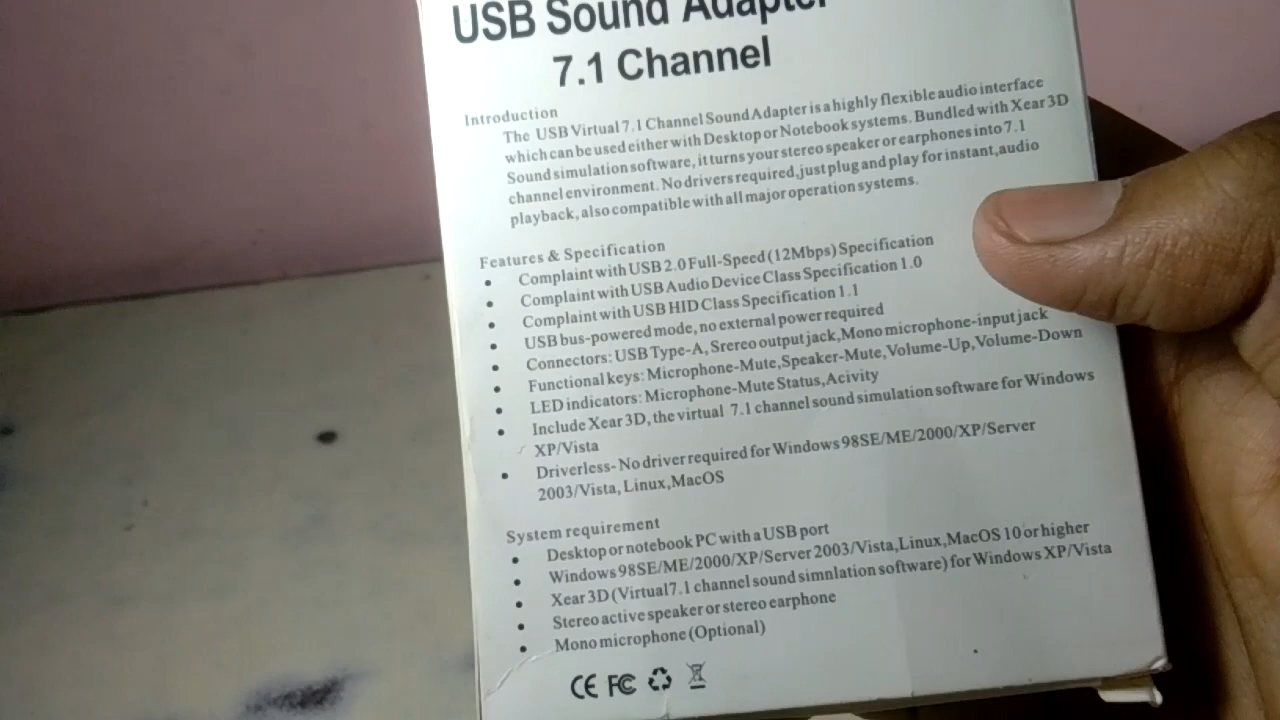 USB Sound Adapter
7.1 Channel
Introduction
The USB Virtual 7.1 Channel Sound Adapter is a highly flexible audio interface
which can be used either with Desktop or Notebook systems. Bundled with Xear 3D
Sound simulation software, it turns your stereo speaker or earphones into 7.1
channel environment. No drivers required,just plug and play for instant,audio
playback, also compatible with all major operation systems.
Features & Specification
• Complaint with USB 2.0 Full-Speed (12Mbps) Specification
• Complaint with USB Audio Device Class Specification 1.0
• Complaint with USB HID Class Specification 1.1
• USB bus-powered mode, no external power required
• Connectors: USB Type-A, Srereo output jack,Mono microphone-input jack
• Functional keys: Microphone-Mute,Speaker-Mute,Volume-Up,Volume-Down
• LED indicators: Microphone-Mute Status,Acivity
• Include Xear 3D, the virtual 7.1 channel sound simulation software for Windows
XP/Vista
• Driverless- No driver required for Windows 98SE/ME/2000/XP/Server
2003/Vista, Linux,MacOS
System requirement
• Desktop or notebook PC with a USB port
• Windows 98SE/ME/2000/XP/Server 2003/Vista,Linux,MacOS 10 or higher
• Xear 3D (Virtual7.1 channel sound simnlation software) for Windows XP/Vista
• Stereo active speaker or stereo earphone
• Mono microphone (Optional)
CE FC